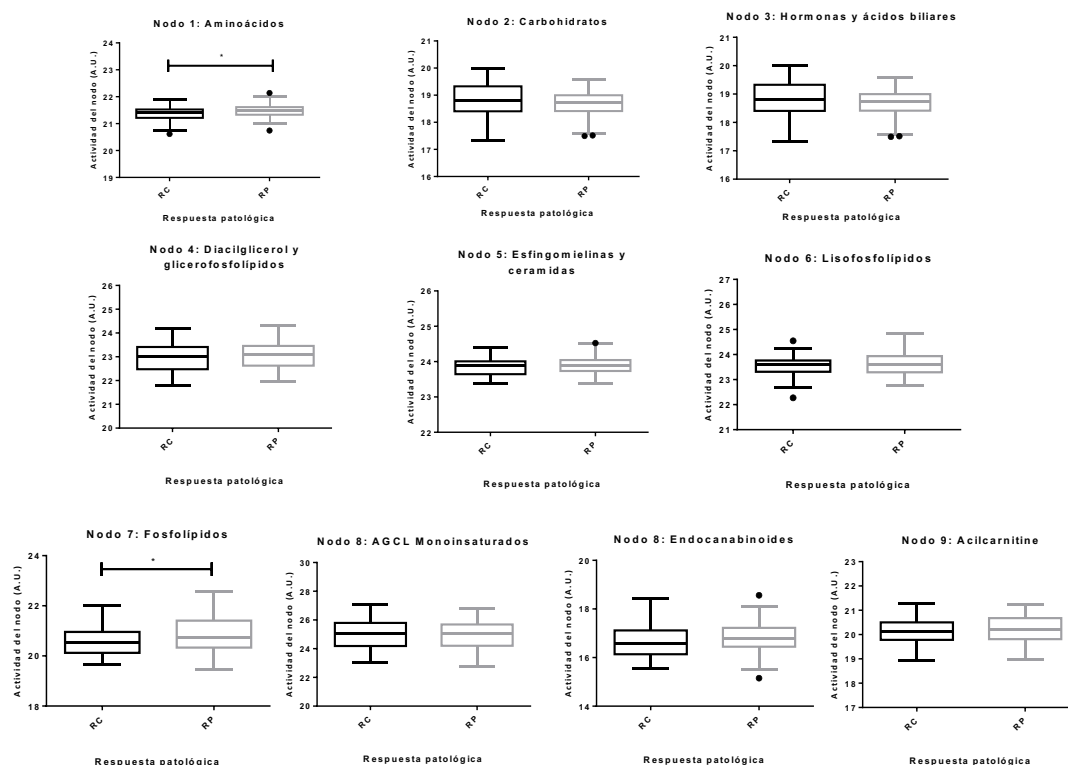 Nodo 1: Aminoácidos
Actividad del nodo (A.U.)
24
23
22
21
20
19
*
RC
RP
Respuesta patológica
Nodo 2: Carbohidratos
Actividad del nodo (A.U.)
21
20
19
18
17
16
RC
RP
Respuesta patológica
Nodo 3: Hormonas y ácidos biliares
Actividad del nodo (A.U.)
21
20
19
18
17
16
RC
RP
Respuesta patológica
Nodo 4: Diacilglicerol y
glicerofosfolípidos
Actividad del nodo (A.U.)
26
25
24
23
22
21
20
RC
RP
Respuesta patológica
Nodo 5: Esfingomielinas y
ceramidas
Actividad del nodo (A.U.)
26
25
24
23
22
RC
RP
Respuesta patológica
Nodo 6: Lisofosfolípidos
Actividad del nodo (A.U.)
27
26
25
24
23
22
21
RC
RP
Respuesta patológica
Nodo 7: Fosfolípidos
Actividad del nodo (A.U.)
24
22
20
18
*
RC
RP
Respuesta patológica
Nodo 8: AGCL Monoinsaturados
Actividad del nodo (A.U.)
30
28
26
24
22
20
RC
RP
Respuesta patológica
Nodo 8: Endocanabinoides
Actividad del nodo (A.U.)
20
18
16
14
RC
RP
Respuesta patológica
Nodo 9: Acilcarnitine
Actividad del nodo (A.U.)
23
22
21
20
19
18
17
RC
RP
Respuesta patológica